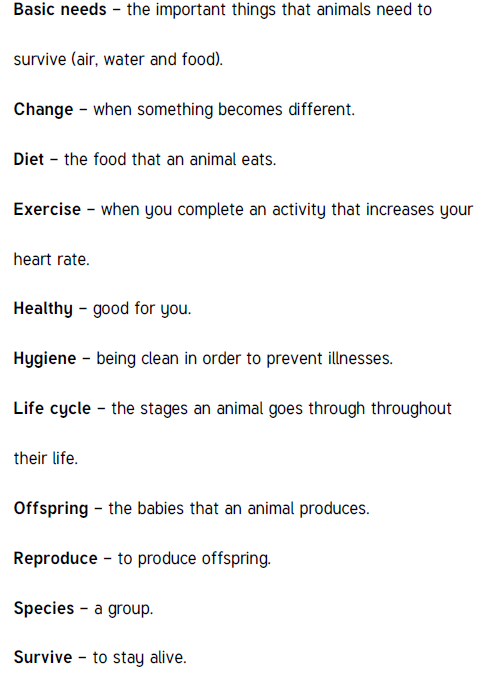 Basic needs – the important things that animals need to
survive (air, water and food).
Change – when something becomes different.
Diet – the food that an animal eats.
Exercise – when you complete an activity that increases your
heart rate.
Healthy – good for you.
Hygiene – being clean in order to prevent illnesses.
Life cycle – the stages an animal goes through throughout
their life.
Offspring – the babies that an animal produces.
Reproduce – to produce offspring.
Species – a group.
Survive – to stay alive.